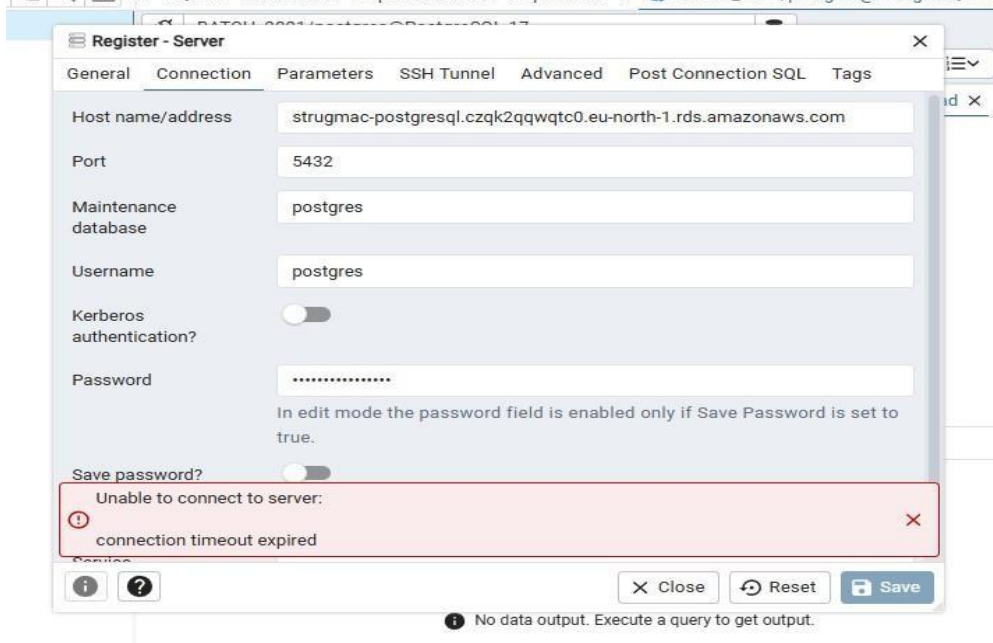 Register - Server
General Connection Parameters SSH Tunnel Advanced Post Connection SQL Tags
Host name/address strugmac-postgresql.czqk2qqwqtc0.eu-north-1.rds.amazonaws.com
Port 5432
Maintenance
database
postgres
Username postgres
Kerberos
authentication?
Password ••••••••••••••••
In edit mode the password field is enabled only if Save Password is set to
true.
Save password?
Unable to connect to server:
connection timeout expired
Service
Close Reset Save
No data output. Execute a query to get output.